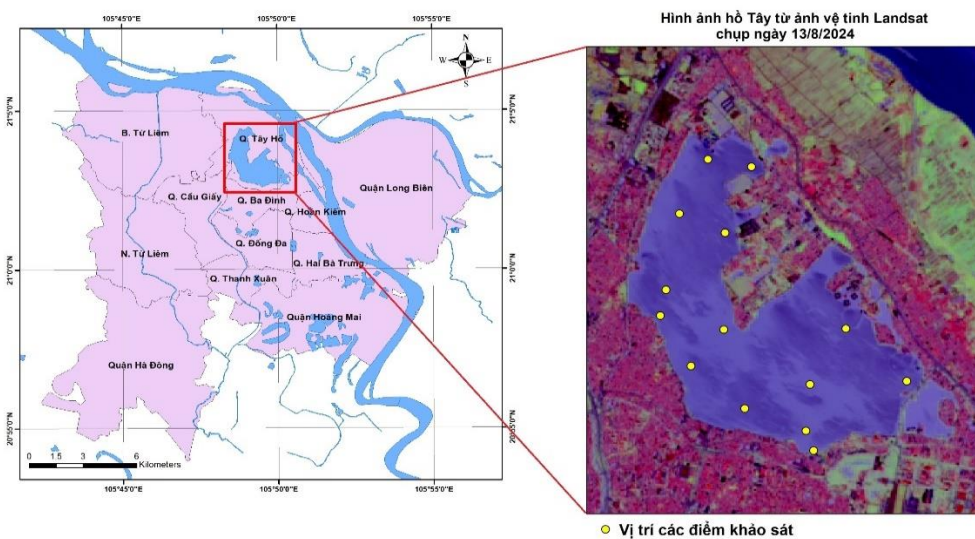 Hình ảnh hồ Tây từ ảnh vệ tinh Landsat
chụp ngày 13/8/2024
105°45'0"E 105°50'0"E 105°55'0"E
N
W E
S
21°5'0"N
21°5'0"N
B. Từ Liêm
Q. Tây Hồ
Quận Long Biên
Q. Cầu Giấy
Q. Ba Đình
Q. Hoàn Kiếm
Q. Đống Đa
N. Từ Liêm
Q. Hai Bà Trưng
21°0'0"N
21°0'0"N
Q. Thanh Xuân
Quận Hoàng Mai
Quận Hà Đông
20°55'0"N
20°55'0"N
0 1.5 3 6
Kilometers
105°45'0"E 105°50'0"E 105°55'0"E
Vị trí các điểm khảo sát